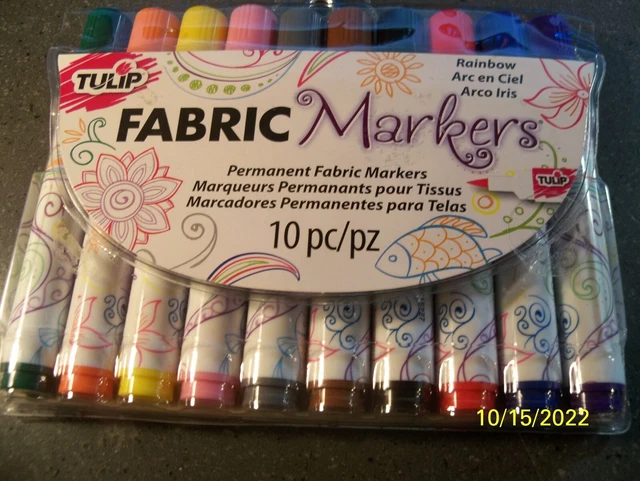 TULIP
Rainbow
Arc en Ciel
Arco Iris
FABRIC Markers
Permanent Fabric Markers
Marqueurs Permanants pour Tissus
Marcadores Permanentes para Telas
TULIP
10 pc/pz
10/15/2022